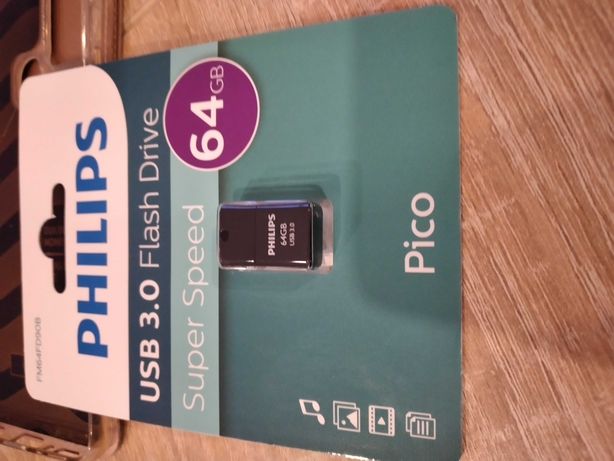 FM64FD90B
PHILIPS
USB 3.0 Flash Drive
Super Speed
64GB
PHILIPS
64GB
USB 3.0
Pico